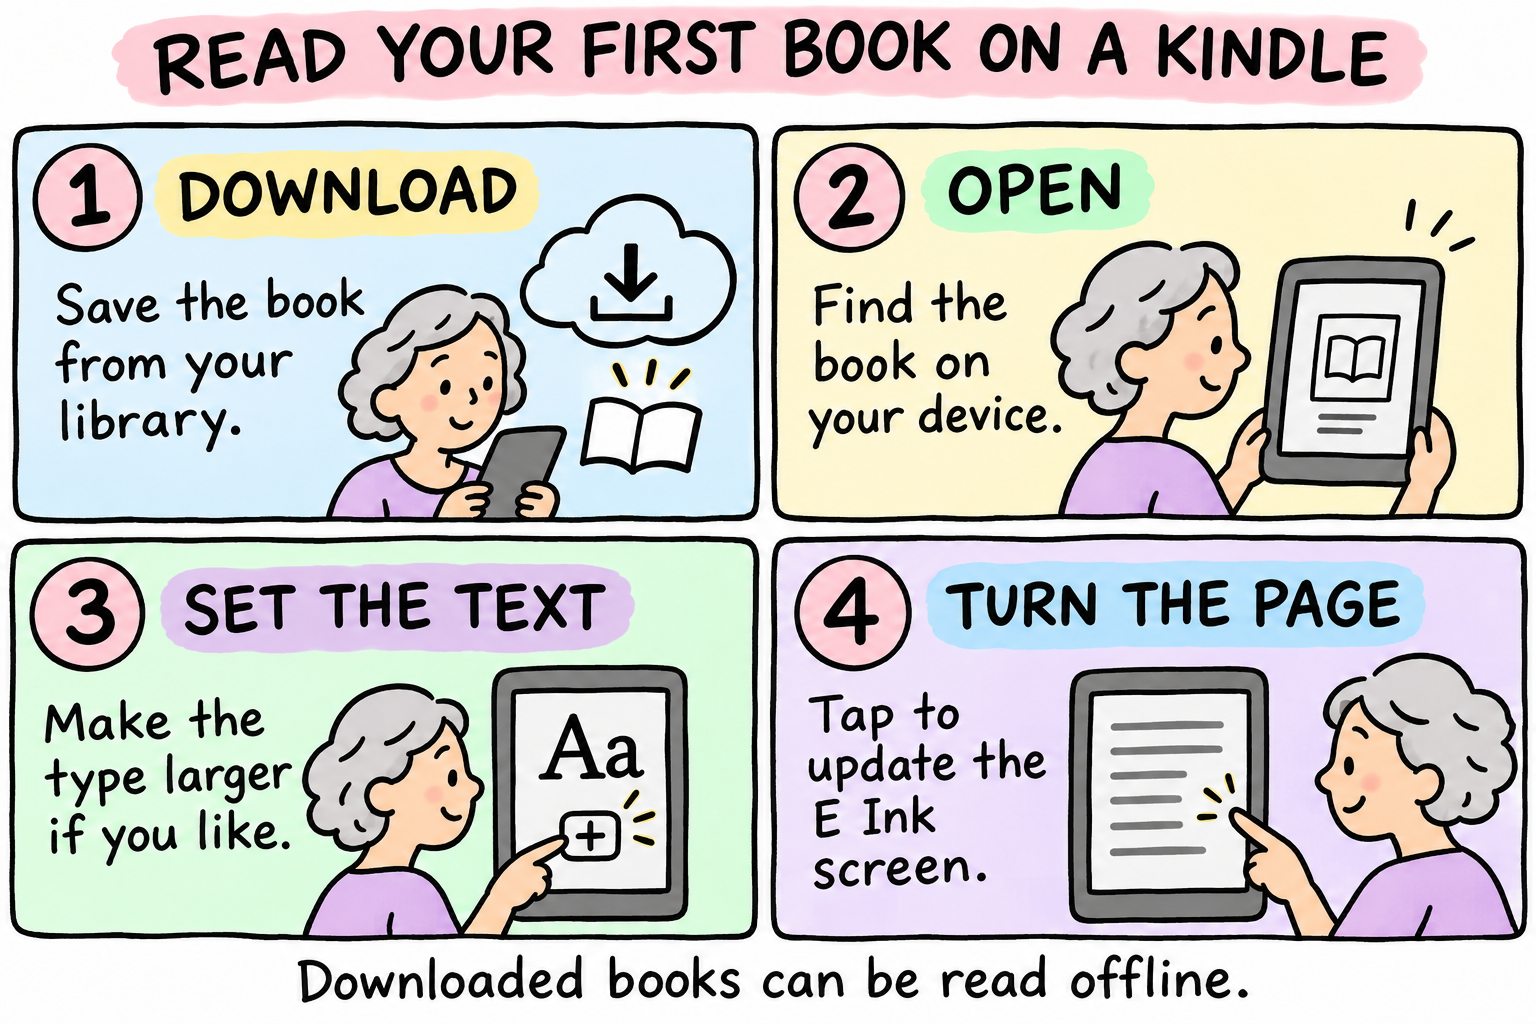 READ YOUR FIRST BOOK ON A KINDLE
1 DOWNLOAD
Save the book
from your
library.
2 OPEN
Find the
book on
your device.
3 SET THE TEXT
Make the
type larger
if you like.
Aa
+
4 TURN THE PAGE
Tap to
update the
E Ink
screen.
Downloaded books can be read offline.